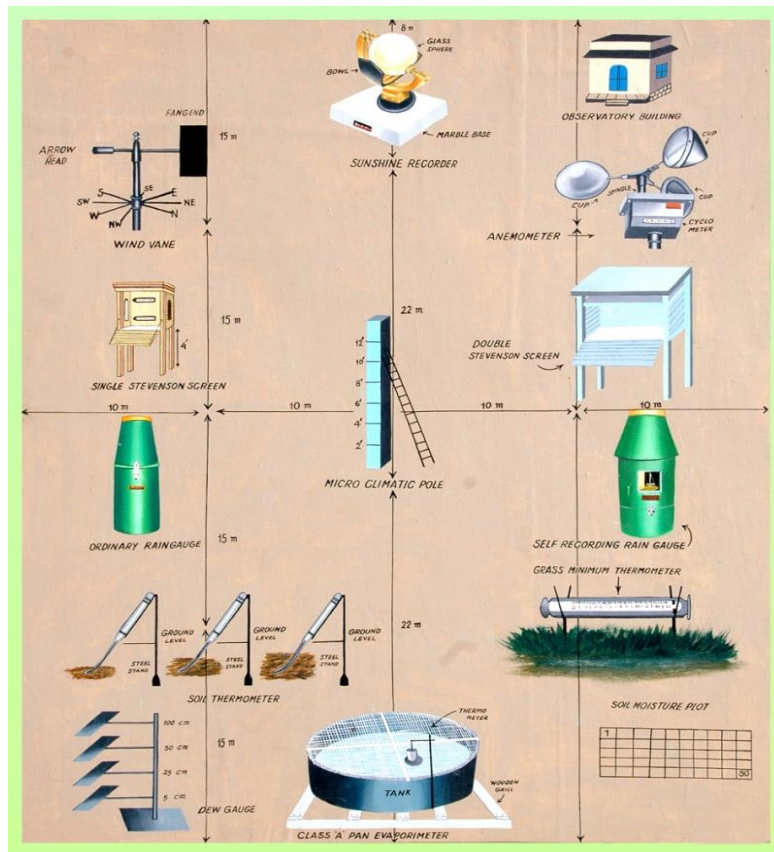 8 m
GLASS
SPHERE
BOWL
MARBLE BASE
SUNSHINE RECORDER
OBSERVATORY BUILDING
FANGEND
15 m
ARROW
HEAD
S
SE
E
SW
NE
W
NW
N
WIND VANE
CUP
CUP
SPINDLE
CUP
CYCLO
METER
ANEMOMETER
15 m
4'
SINGLE STEVENSON SCREEN
22 m
12'
10'
8'
6'
4'
2'
MICRO CLIMATIC POLE
DOUBLE
STEVENSON SCREEN
10 m
10 m
10 m
10 m
ORDINARY RAINGAUGE
15 m
SELF RECORDING RAIN GAUGE
GRASS MINIMUM THERMOMETER
GROUND
LEVEL
STEEL
STAND
GROUND
LEVEL
STEEL
STAND
GROUND
LEVEL
STEEL
STAND
SOIL THERMOMETER
22 m
100 cm
50 cm
25 cm
5 cm
DEW GAUGE
15 m
THERMO
METER
TANK
WOODEN
GRILL
CLASS 'A' PAN EVAPORIMETER
SOIL MOISTURE PLOT
1
50